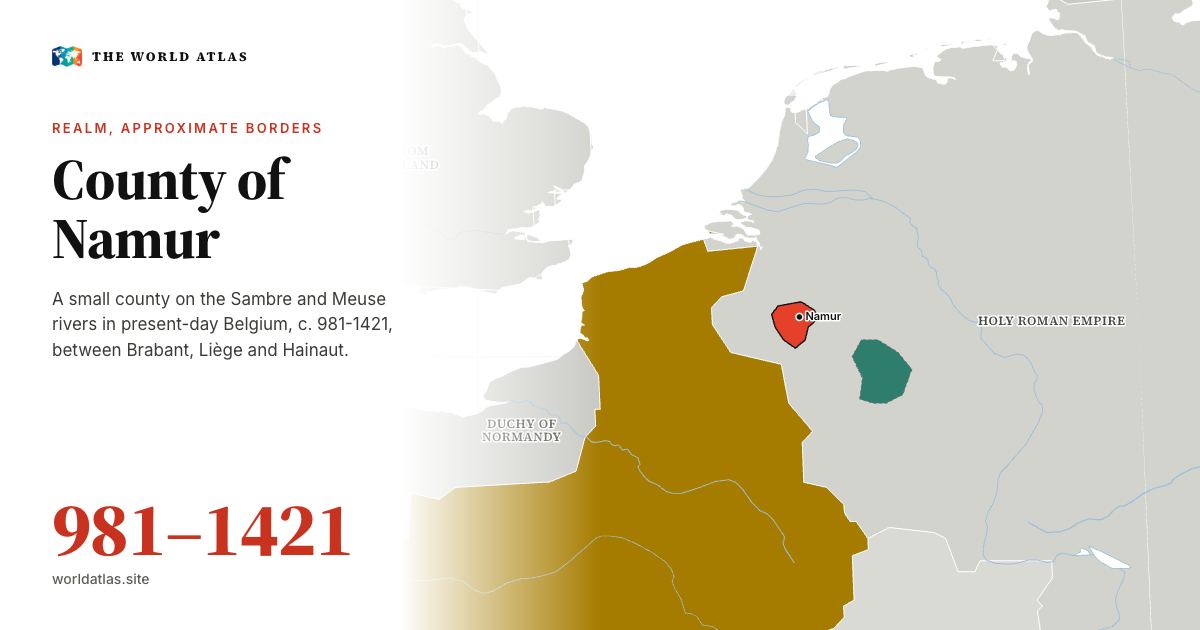 THE WORLD ATLAS
REALM, APPROXIMATE BORDERS
County of
Namur
A small county on the Sambre and Meuse
rivers in present-day Belgium, c. 981-1421,
between Brabant, Liège and Hainaut.
981–1421
worldatlas.site
Namur
HOLY ROMAN EMPIRE
DUCHY OF
NORMANDY